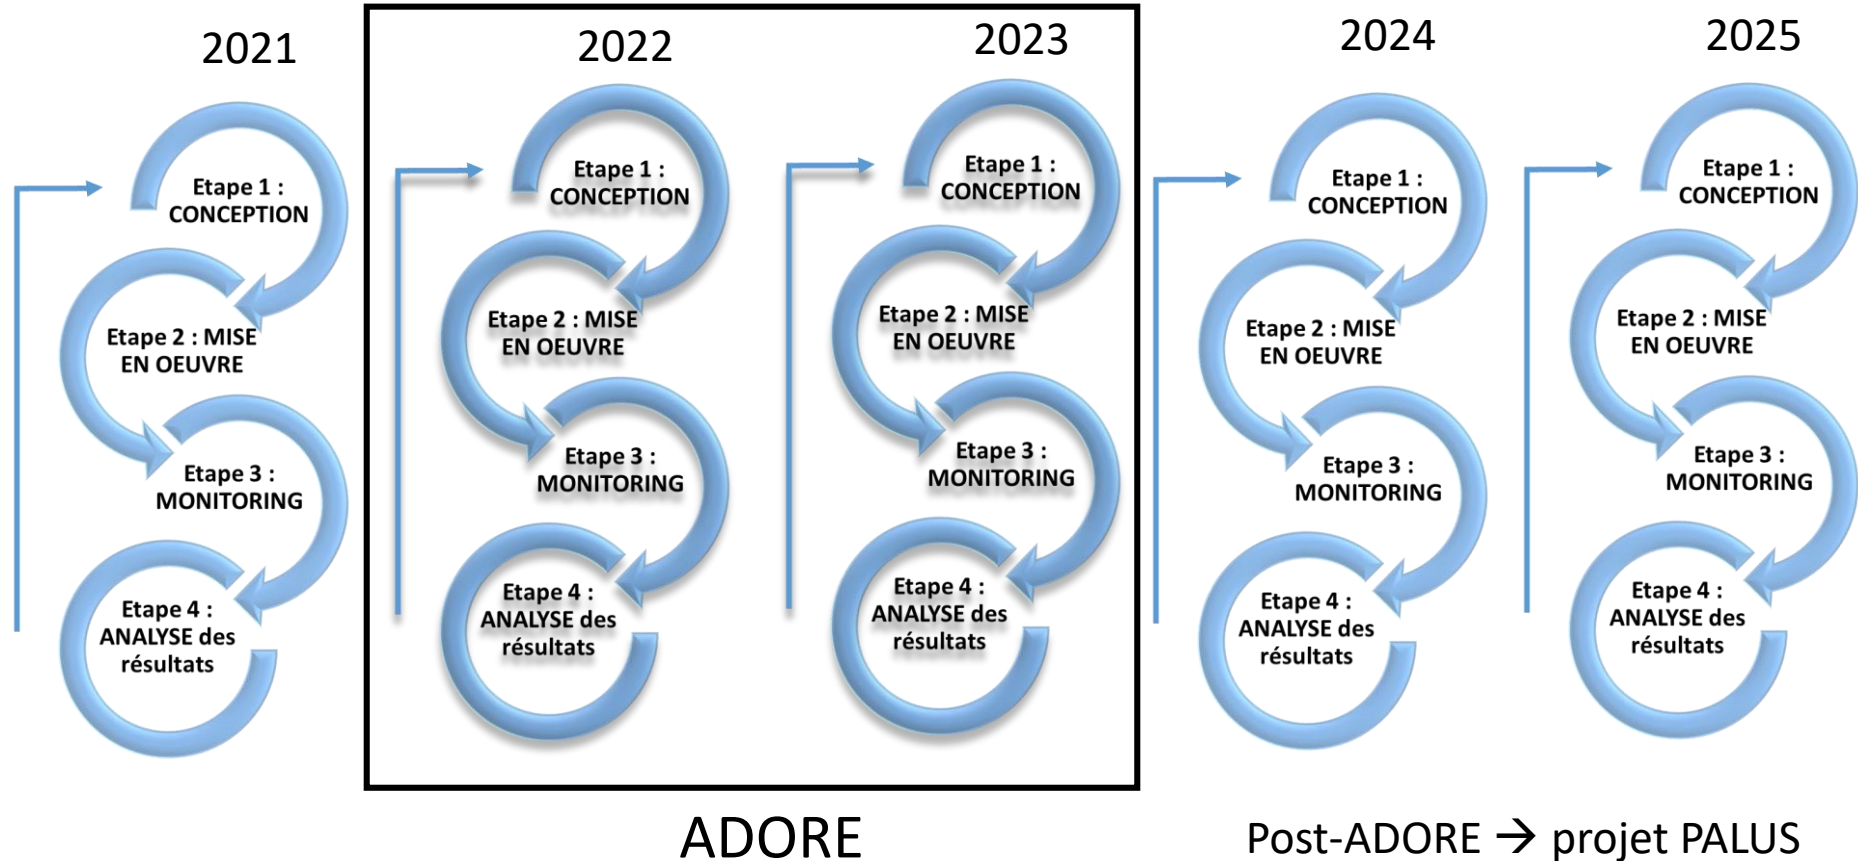 2021
Etape 1 :
CONCEPTION
Etape 2 : MISE
EN OEUVRE
Etape 3 :
MONITORING
Etape 4 :
ANALYSE des
résultats
2022
Etape 1 :
CONCEPTION
Etape 2 : MISE
EN OEUVRE
Etape 3 :
MONITORING
Etape 4 :
ANALYSE des
résultats
2023
Etape 1 :
CONCEPTION
Etape 2 : MISE
EN OEUVRE
Etape 3 :
MONITORING
Etape 4 :
ANALYSE des
résultats
2024
Etape 1 :
CONCEPTION
Etape 2 : MISE
EN OEUVRE
Etape 3 :
MONITORING
Etape 4 :
ANALYSE des
résultats
2025
Etape 1 :
CONCEPTION
Etape 2 : MISE
EN OEUVRE
Etape 3 :
MONITORING
Etape 4 :
ANALYSE des
résultats
ADORE
Post-ADORE → projet PALUS